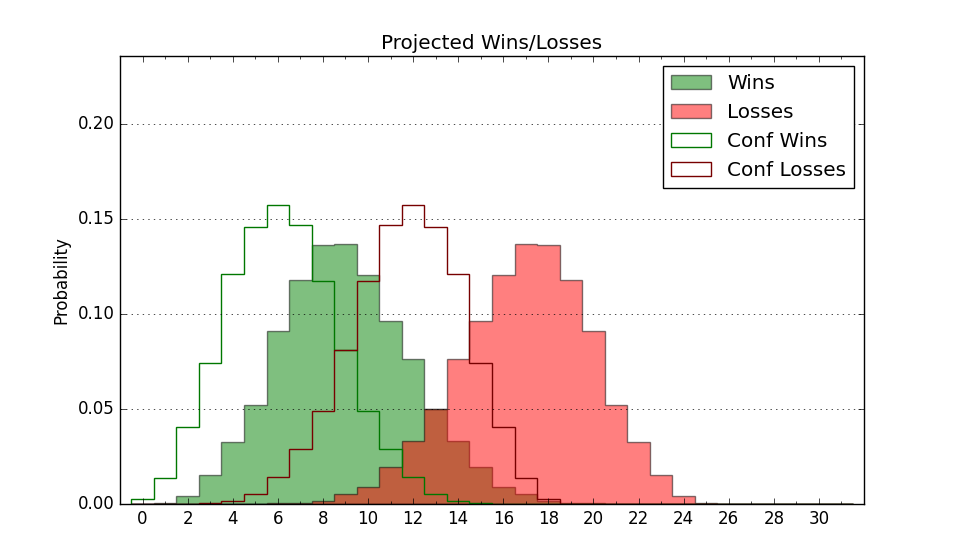 Projected Wins/Losses
Wins
Losses
Conf Wins
Conf Losses
Probability
0.20
0.15
0.10
0.05
0.00
0 2 4 6 8 10 12 14 16 18 20 22 24 26 28 30